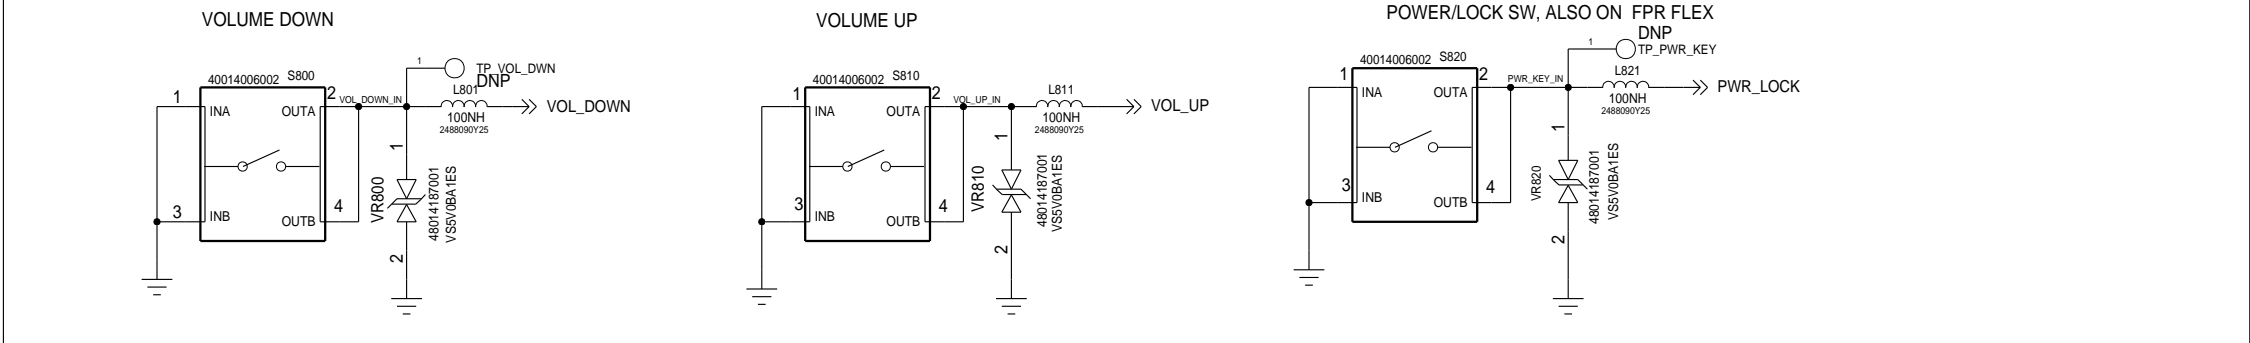 VOLUME DOWN
1
TP_VOL_DWN
DNP
40014006002 S800
1
INA
OUTA
2
VOL_DOWN_IN
L801
100NH
2488090Y25
VOL_DOWN
3
INB
OUTB
4
1
VR800
2
48014187001
VS5V0BA1ES
VOLUME UP
40014006002 S810
1
INA
OUTA
2
VOL_UP_IN
L811
100NH
2488090Y25
VOL_UP
3
INB
OUTB
4
1
VR810
2
48014187001
VS5V0BA1ES
POWER/LOCK SW, ALSO ON FPR FLEX
1
DNP
TP_PWR_KEY
40014006002 S820
1
INA
OUTA
2
PWR_KEY_IN
L821
100NH
2488090Y25
PWR_LOCK
3
INB
OUTB
4
1
VR820
2
48014187001
VS5V0BA1ES